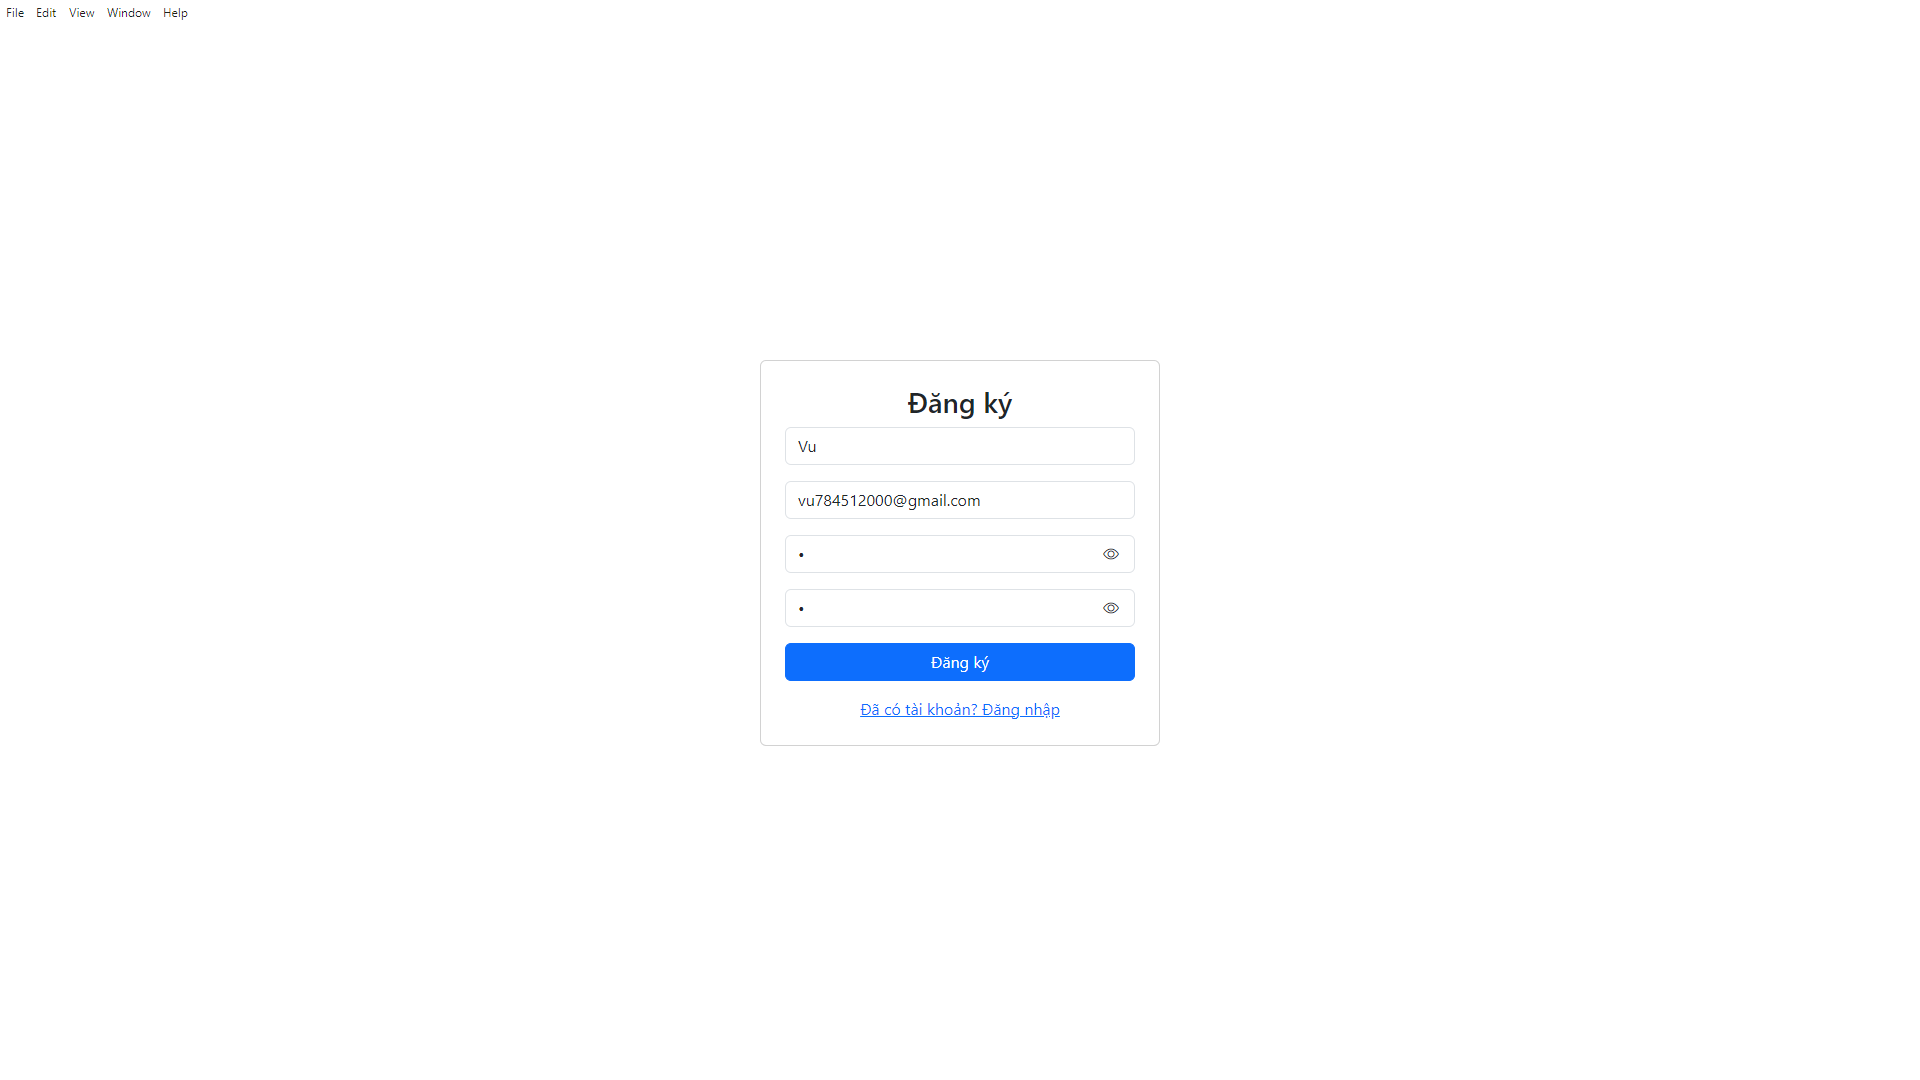 File Edit View Window Help
Đăng ký
Vu
vu784512000@gmail.com
•
•
Đăng ký
Đã có tài khoản? Đăng nhập